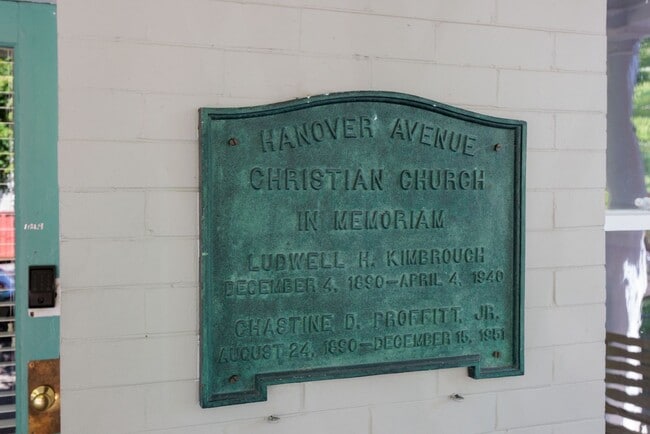 HANOVER AVENUE
CHRISTIAN CHURCH
IN MEMORIAM
LUDWELL H. KIMBROUGH
DECEMBER 4, 1890—APRIL 4, 1940
CHASTINE D. PROFFITT, JR.
AUGUST 24, 1890—DECEMBER 15, 1951